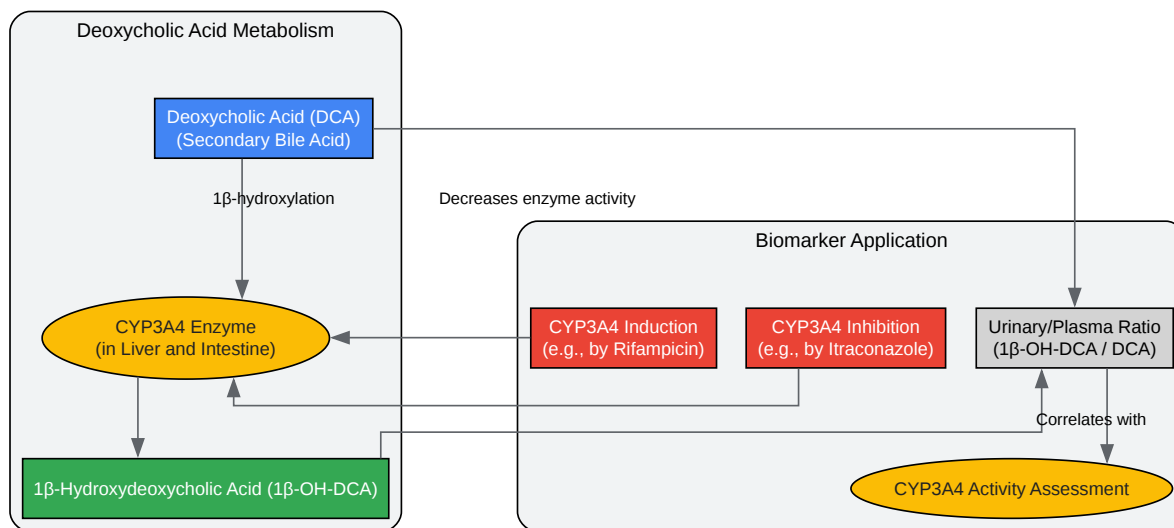 Deoxycholic Acid Metabolism
Deoxycholic Acid (DCA)
(Secondary Bile Acid)
1β-hydroxylation
Decreases enzyme activity
Biomarker Application
CYP3A4 Enzyme
(in Liver and Intestine)
CYP3A4 Induction
(e.g., by Rifampicin)
CYP3A4 Inhibition
(e.g., by Itraconazole)
Urinary/Plasma Ratio
(1β-OH-DCA / DCA)
Correlates with
1β-Hydroxydeoxycholic Acid (1β-OH-DCA)
CYP3A4 Activity Assessment